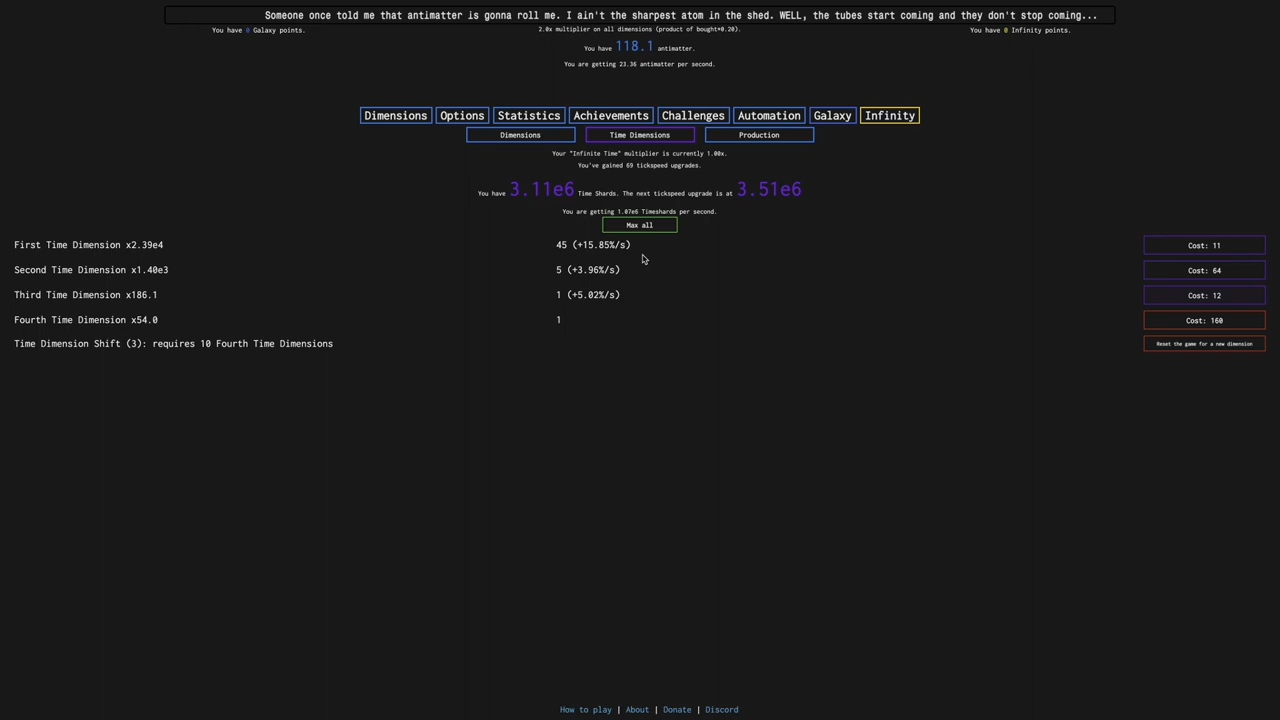 Someone once told me that antimatter is gonna roll me. I ain't the sharpest atom in the shed. WELL, the tubes start coming and they don't stop coming...
You have 0 Galaxy points.
2.0x multiplier on all dimensions (product of bought*0.20).
You have 0 Infinity points.
You have 118.1 antimatter.
You are getting 23.36 antimatter per second.
Dimensions Options Statistics Achievements Challenges Automation Galaxy Infinity
Dimensions Time Dimensions Production
Your "Infinite Time" multiplier is currently 1.00x.
You've gained 69 tickspeed upgrades.
You have 3.11e6 Time Shards. The next tickspeed upgrade is at 3.51e6
You are getting 1.07e6 Timeshards per second.
Max all
First Time Dimension x2.39e4 45 (+15.85%/s) Cost: 11
Second Time Dimension x1.40e3 5 (+3.96%/s) Cost: 64
Third Time Dimension x186.1 1 (+5.02%/s) Cost: 12
Fourth Time Dimension x54.0 1 Cost: 160
Time Dimension Shift (3): requires 10 Fourth Time Dimensions Reset the game for a new dimension
How to play | About | Donate | Discord